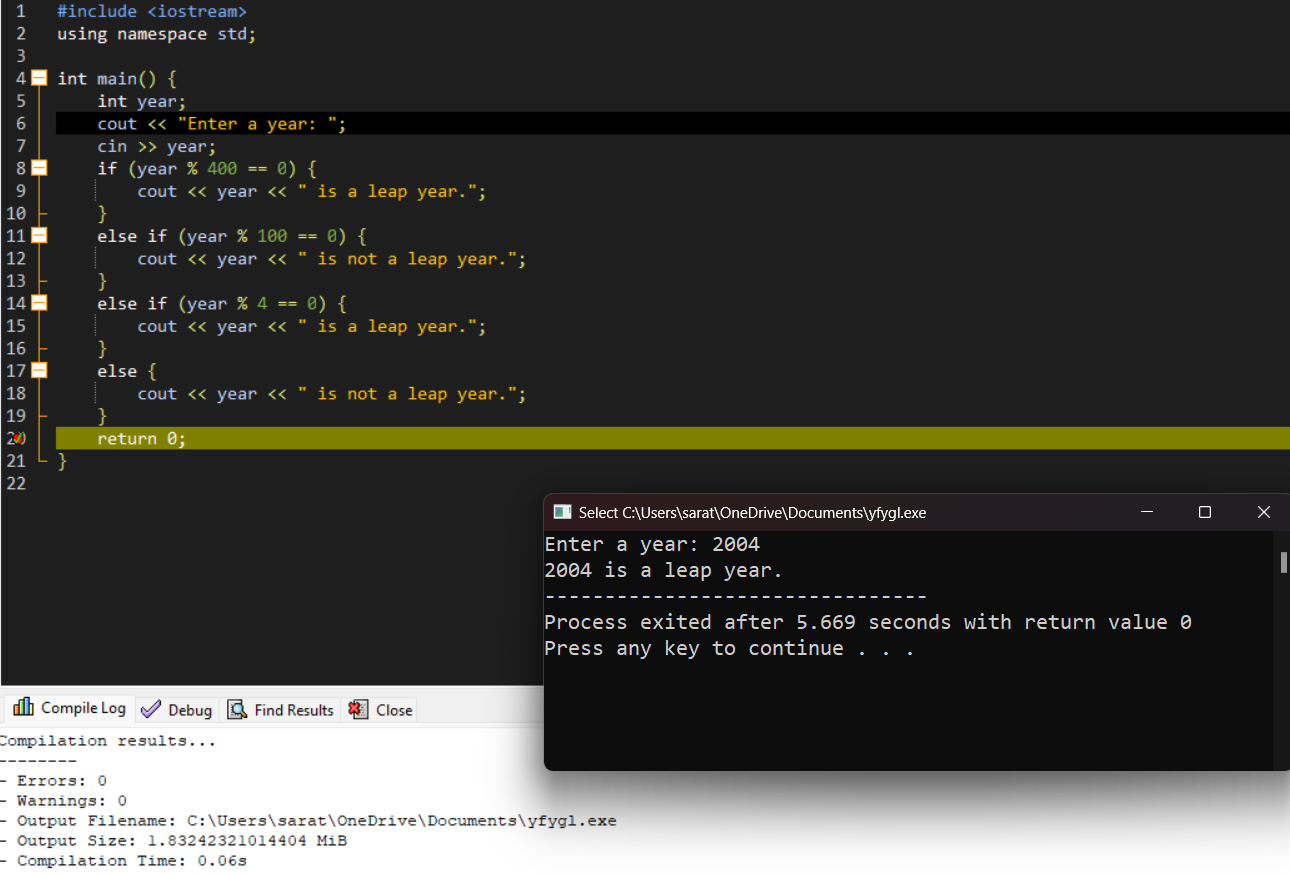 1 #include <iostream>
2 using namespace std;
3
4 int main() {
5     int year;
6     cout << "Enter a year: ";
7     cin >> year;
8     if (year % 400 == 0) {
9         cout << year << " is a leap year.";
10     }
11     else if (year % 100 == 0) {
12         cout << year << " is not a leap year.";
13     }
14     else if (year % 4 == 0) {
15         cout << year << " is a leap year.";
16     }
17     else {
18         cout << year << " is not a leap year.";
19     }
20     return 0;
21 }
22
Select C:\Users\sarat\OneDrive\Documents\yfygl.exe
Enter a year: 2004
2004 is a leap year.
--------------------------------
Process exited after 5.669 seconds with return value 0
Press any key to continue . . .
Compile Log Debug Find Results Close
Compilation results...
--------
- Errors: 0
- Warnings: 0
- Output Filename: C:\Users\sarat\OneDrive\Documents\yfygl.exe
- Output Size: 1.83242321014404 MiB
- Compilation Time: 0.06s